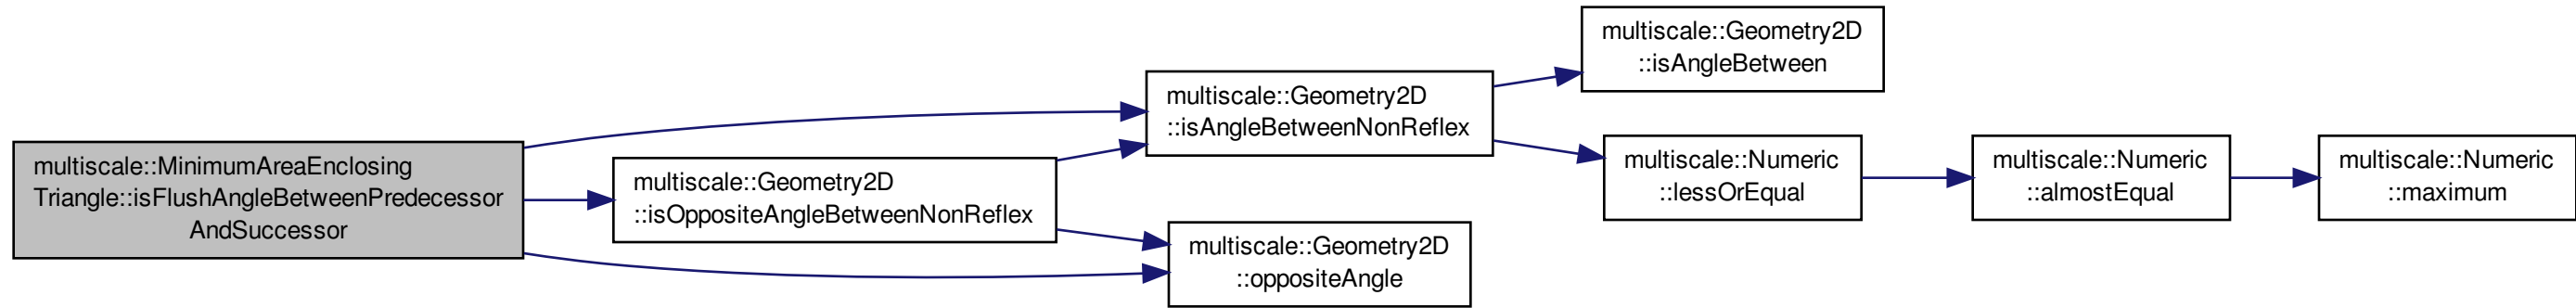 multiscale::MinimumAreaEnclosing
Triangle::isFlushAngleBetweenPredecessor
AndSuccessor
multiscale::Geometry2D
::isOppositeAngleBetweenNonReflex
multiscale::Geometry2D
::isAngleBetweenNonReflex
multiscale::Geometry2D
::oppositeAngle
multiscale::Geometry2D
::isAngleBetween
multiscale::Numeric
::lessOrEqual
multiscale::Numeric
::almostEqual
multiscale::Numeric
::maximum